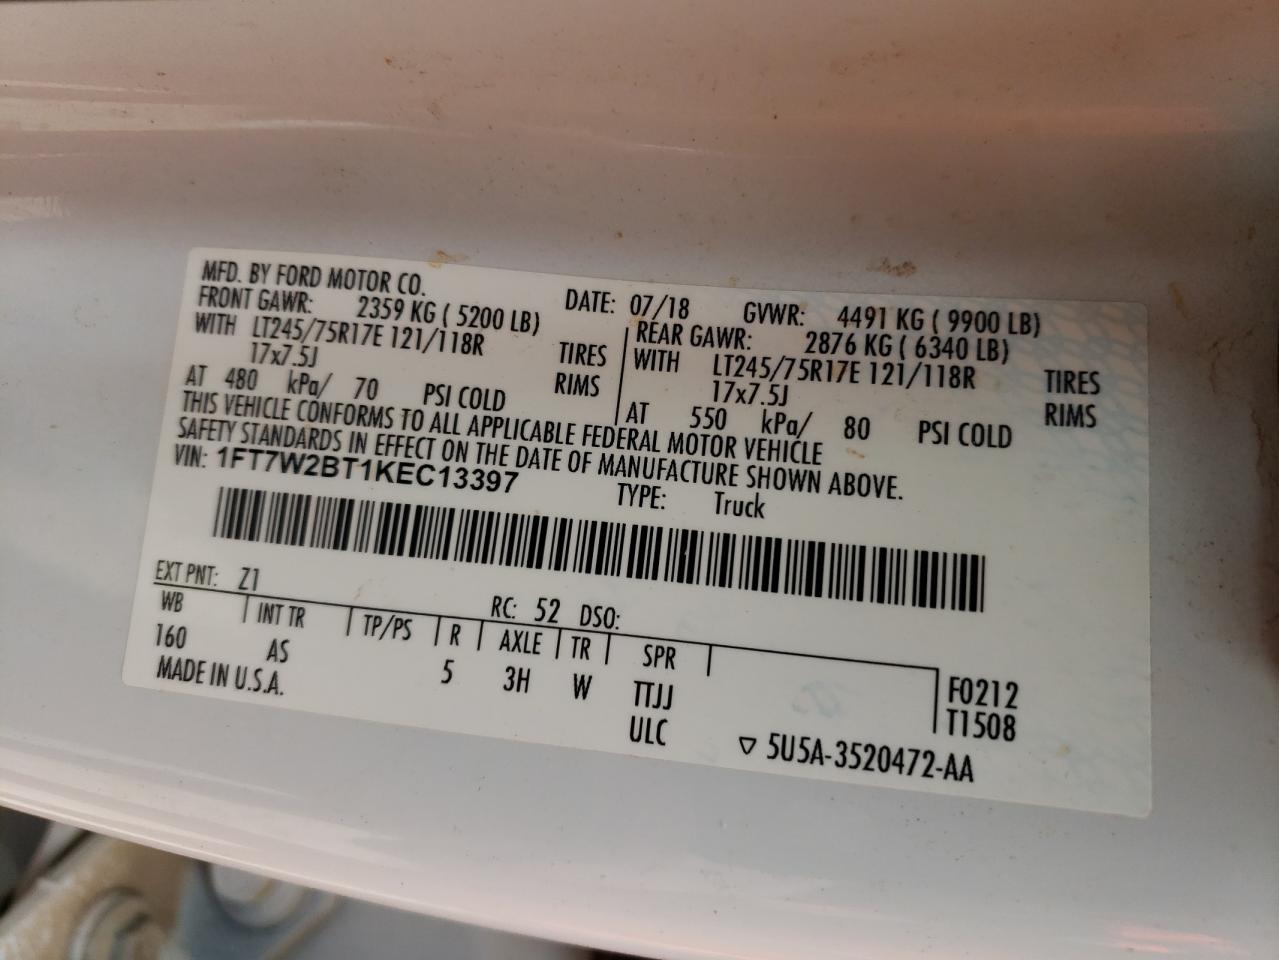 MFD. BY FORD MOTOR CO. DATE: 07/18 GVWR: 4491 KG ( 9900 LB)
FRONT GAWR: 2359 KG ( 5200 LB) REAR GAWR: 2876 KG ( 6340 LB)
WITH LT245/75R17E 121/118R TIRES WITH LT245/75R17E 121/118R TIRES
17x7.5J RIMS 17x7.5J RIMS
AT 480 kPa/ 70 PSI COLD AT 550 kPa/ 80 PSI COLD
THIS VEHICLE CONFORMS TO ALL APPLICABLE FEDERAL MOTOR VEHICLE
SAFETY STANDARDS IN EFFECT ON THE DATE OF MANUFACTURE SHOWN ABOVE.
VIN: 1FT7W2BT1KEC13397 TYPE: Truck
EXT PNT: Z1 RC: 52 DSO:
WB INT TR TP/PS R AXLE TR SPR
160 AS 5 3H W TTJJ F0212
MADE IN U.S.A. ULC T1508
▽ 5U5A-3520472-AA